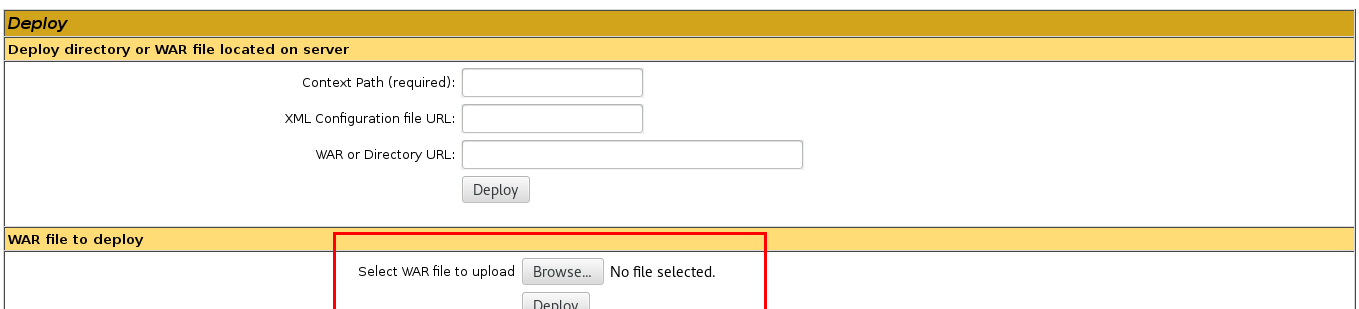 Deploy
Deploy directory or WAR file located on server
Context Path (required):
XML Configuration file URL:
WAR or Directory URL:
Deploy
WAR file to deploy
Select WAR file to upload Browse... No file selected.
Deploy